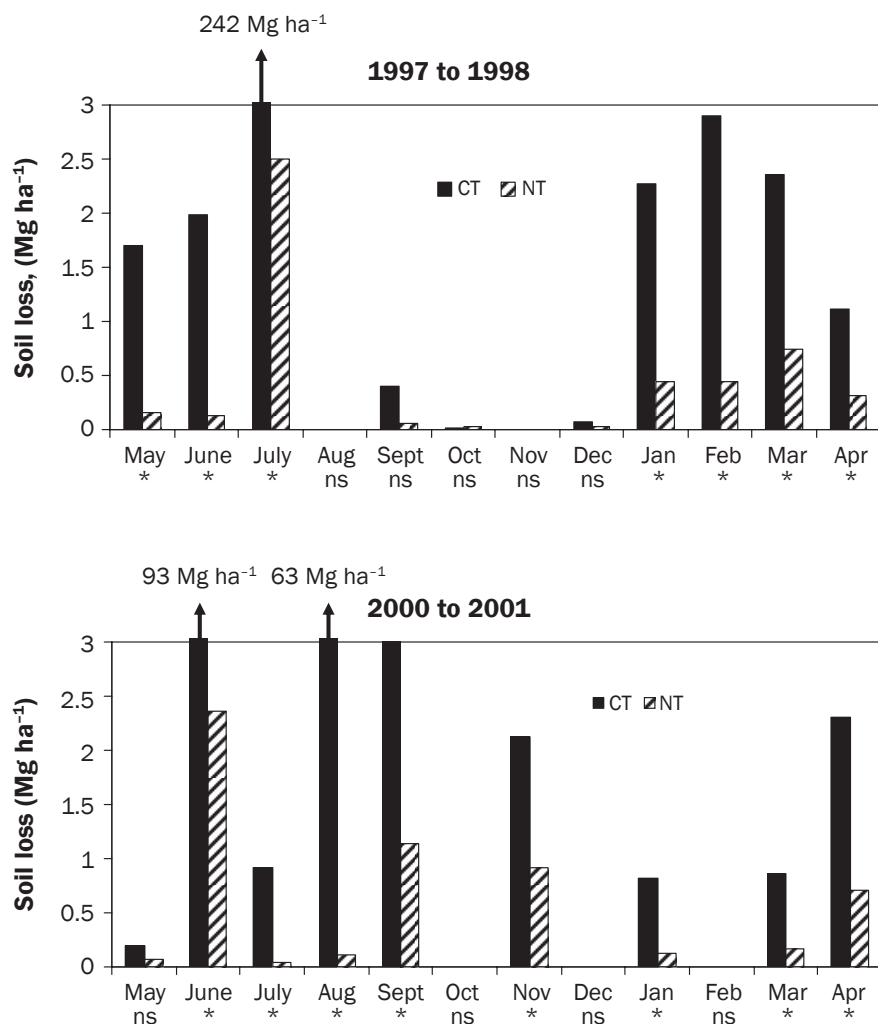 242 Mg ha⁻¹
1997 to 1998
Soil loss, (Mg ha⁻¹)
3
2.5
2
1.5
1
0.5
0
CT NT
May June July Aug Sept Oct Nov Dec Jan Feb Mar Apr
* * * ns ns ns ns ns * * * *
93 Mg ha⁻¹ 63 Mg ha⁻¹
2000 to 2001
Soil loss (Mg ha⁻¹)
3
2.5
2
1.5
1
0.5
0
CT NT
May June July Aug Sept Oct Nov Dec Jan Feb Mar Apr
ns * * * * ns * ns * ns * *